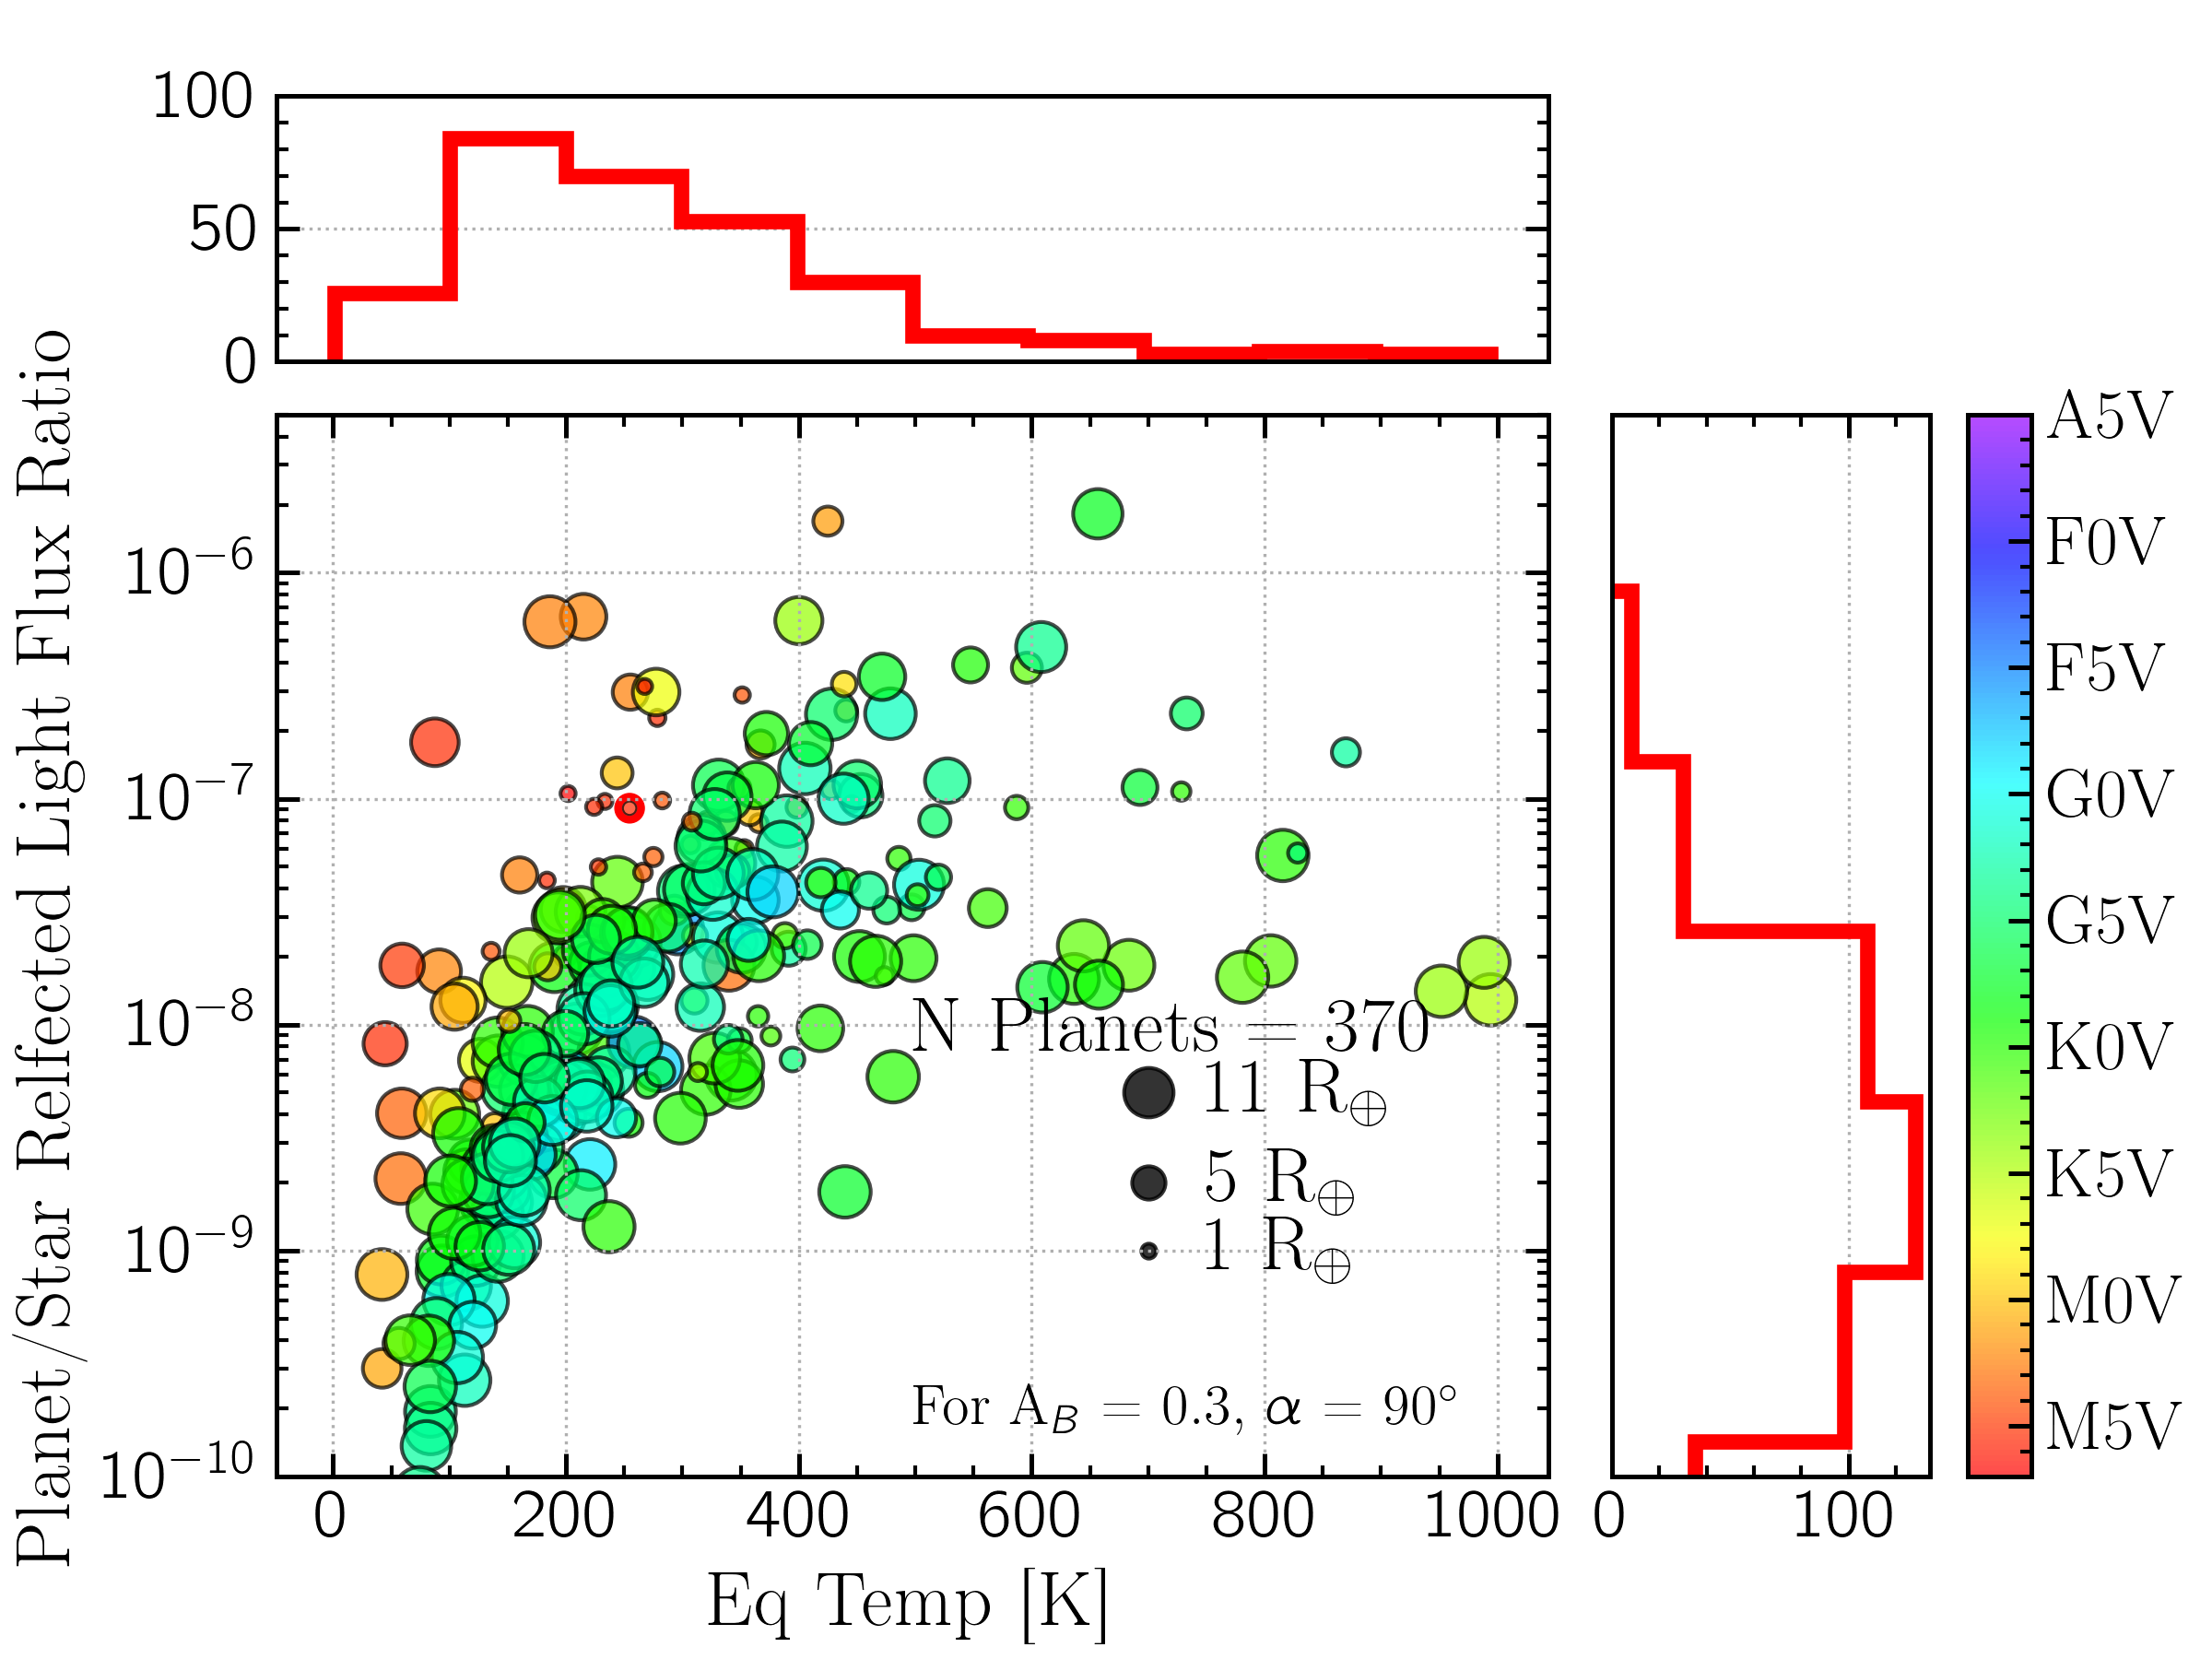 100
50
0
Planet/Star Relfected Light Flux Ratio
10⁻⁶
10⁻⁷
10⁻⁸
10⁻⁹
10⁻¹⁰
N Planets = 370
11 R⊕
5 R⊕
1 R⊕
For A_B = 0.3, α = 90°
0 200 400 600 800 1000
Eq Temp [K]
0 100
A5V
F0V
F5V
G0V
G5V
K0V
K5V
M0V
M5V